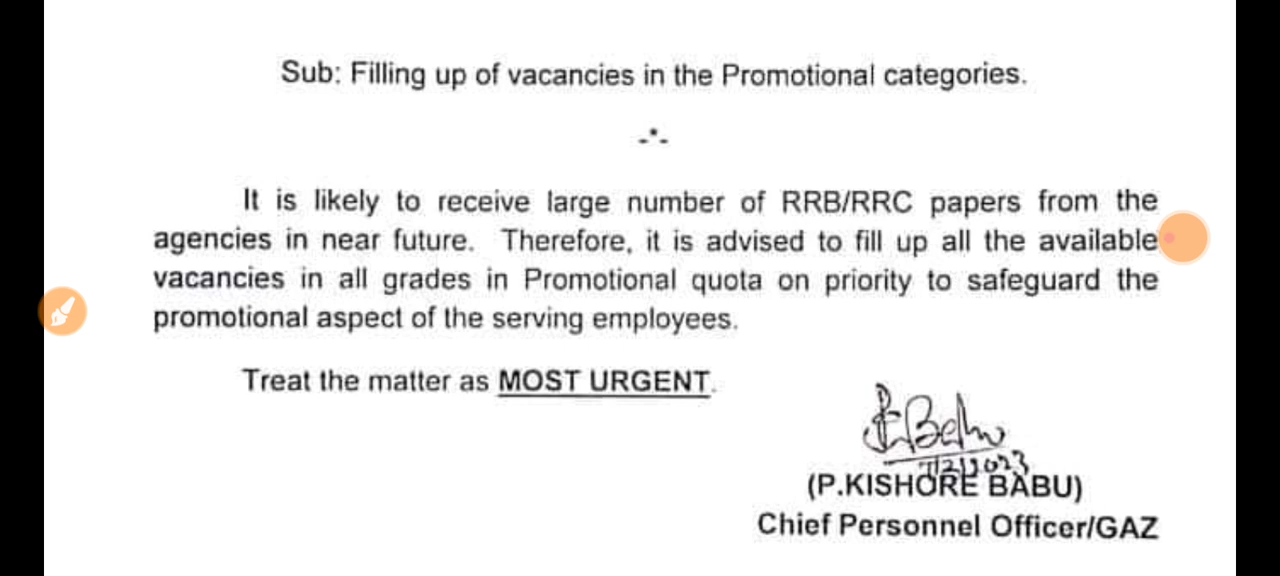 Sub: Filling up of vacancies in the Promotional categories.
-*-
It is likely to receive large number of RRB/RRC papers from the
agencies in near future. Therefore, it is advised to fill up all the available
vacancies in all grades in Promotional quota on priority to safeguard the
promotional aspect of the serving employees.
Treat the matter as MOST URGENT.
(P.KISHORE BABU)
Chief Personnel Officer/GAZ